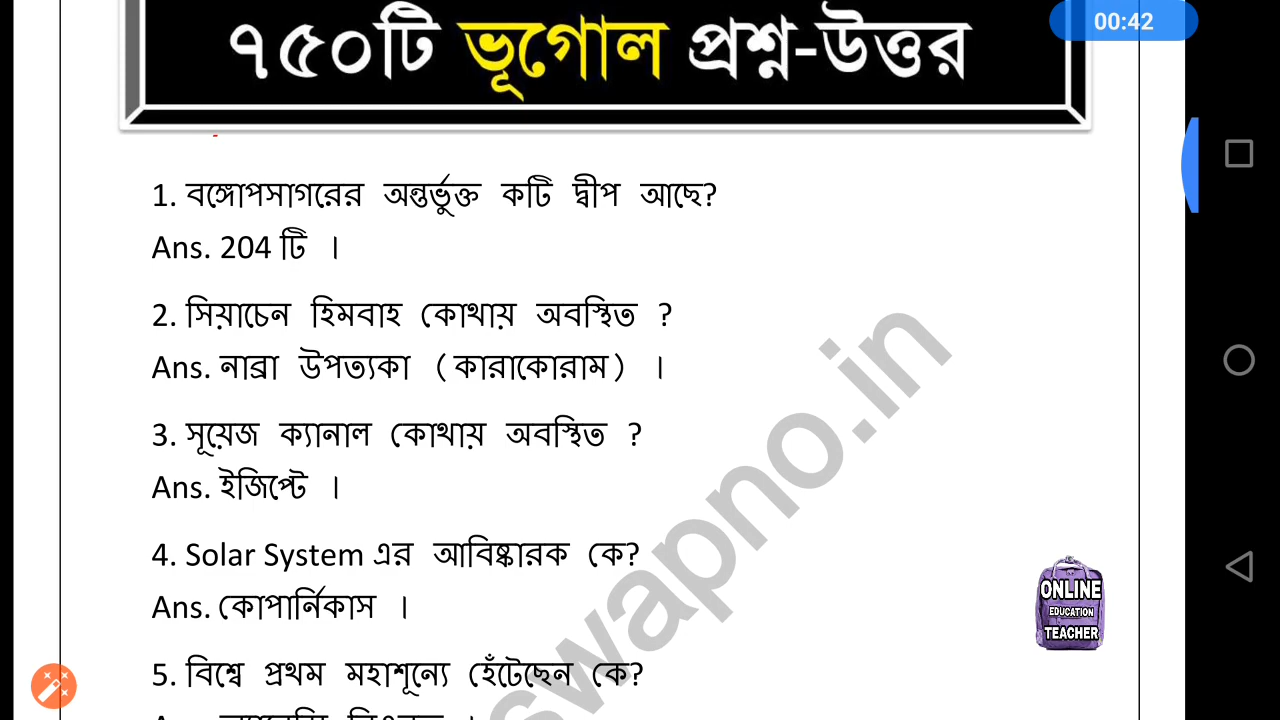 ৭৫০টি ভূগোল প্রশ্ন-উত্তর
00:42
1. বঙ্গোপসাগরের অন্তর্ভুক্ত কটি দ্বীপ আছে?
Ans. 204 টি ।
2. সিয়াচেন হিমবাহ কোথায় অবস্থিত ?
Ans. নাব্রা উপত্যকা (কারাকোরাম) ।
3. সূয়েজ ক্যানাল কোথায় অবস্থিত ?
Ans. ইজিপ্টে ।
4. Solar System এর আবিষ্কারক কে?
Ans. কোপার্নিকাস ।
5. বিশ্বে প্রথম মহাশূন্যে হেঁটেছেন কে?
swapno.in
ONLINE
EDUCATION
TEACHER